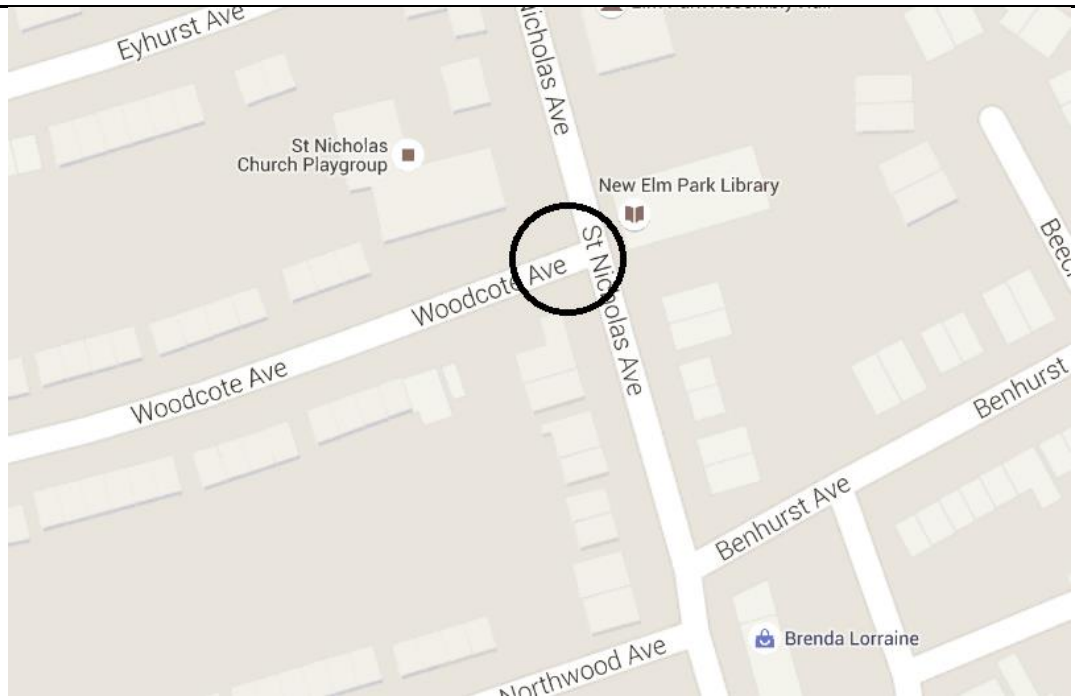 Eyhurst Ave
Nicholas Ave
St Nicholas
Church Playgroup
New Elm Park Library
St Nicholas Ave
Woodcote Ave
Woodcote Ave
Benhurst
Benhurst Ave
Brenda Lorraine
Northwood Ave